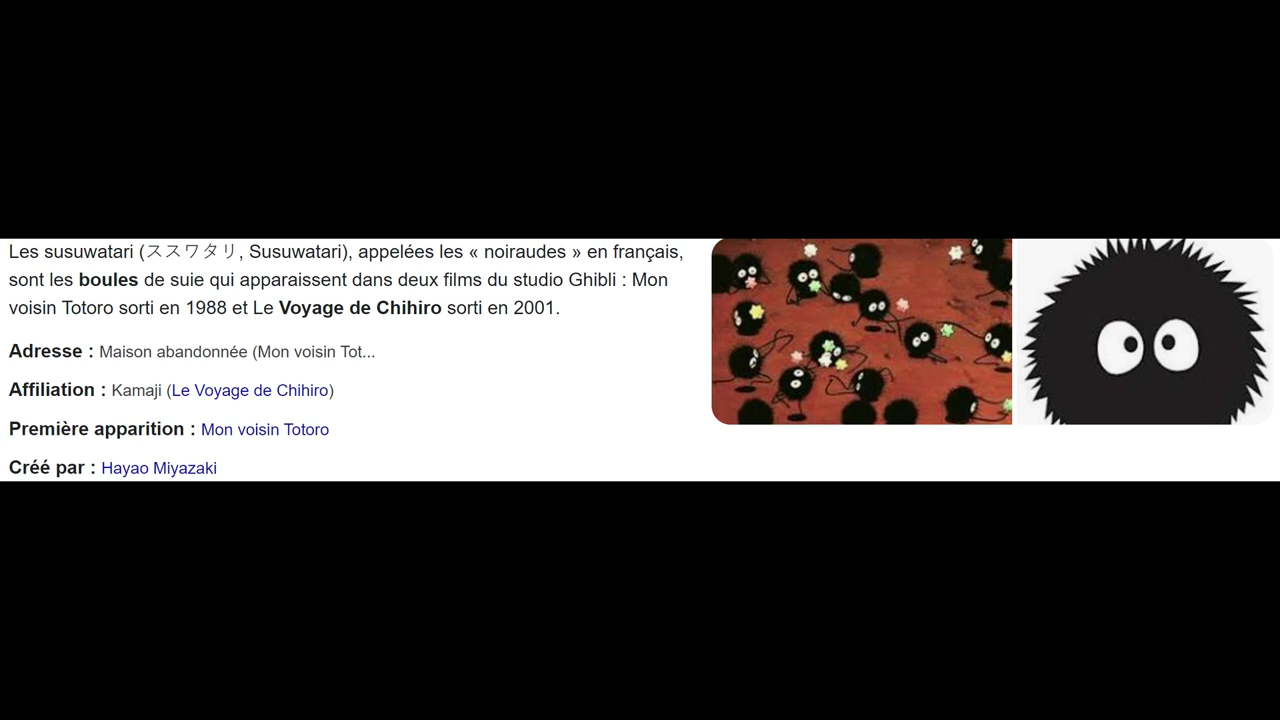 Les susuwatari (ススワタリ, Susuwatari), appelées les « noiraudes » en français,
sont les boules de suie qui apparaissent dans deux films du studio Ghibli : Mon
voisin Totoro sorti en 1988 et Le Voyage de Chihiro sorti en 2001.
Adresse : Maison abandonnée (Mon voisin Tot...
Affiliation : Kamaji (Le Voyage de Chihiro)
Première apparition : Mon voisin Totoro
Créé par : Hayao Miyazaki